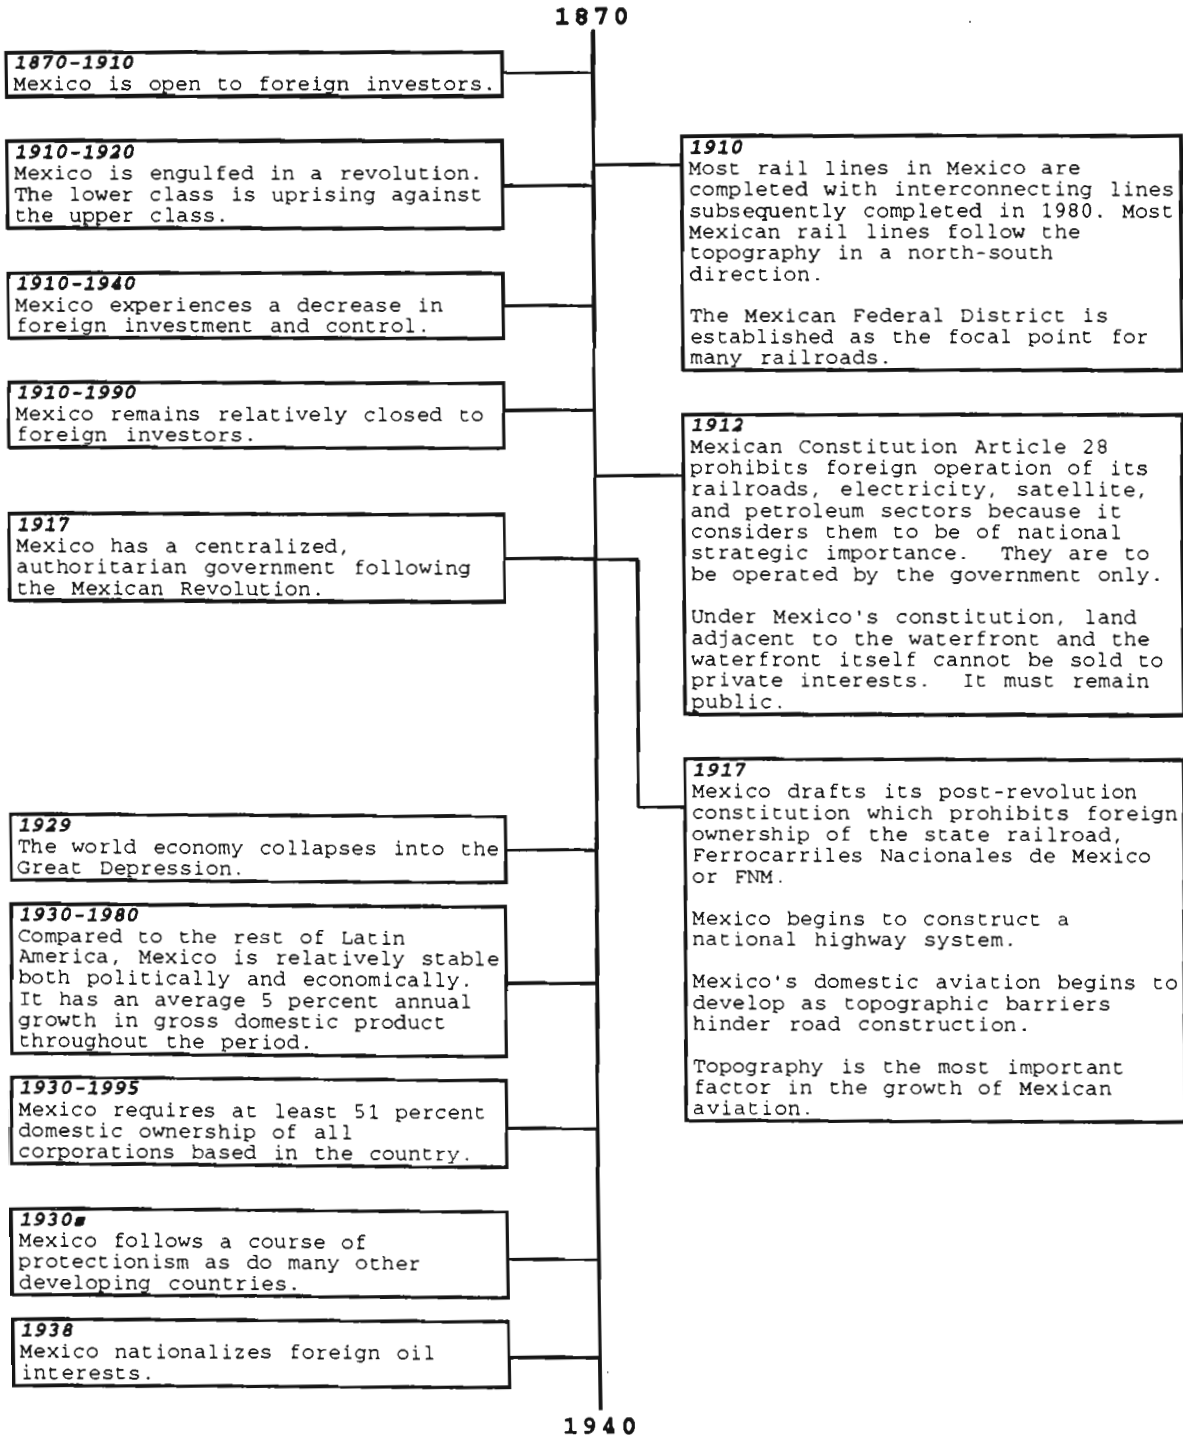 1870
1870-1910
Mexico is open to foreign investors.
1910-1920
Mexico is engulfed in a revolution.
The lower class is uprising against
the upper class.
1910-1940
Mexico experiences a decrease in
foreign investment and control.
1910-1990
Mexico remains relatively closed to
foreign investors.
1917
Mexico has a centralized,
authoritarian government following
the Mexican Revolution.
1929
The world economy collapses into the
Great Depression.
1930-1980
Compared to the rest of Latin
America, Mexico is relatively stable
both politically and economically.
It has an average 5 percent annual
growth in gross domestic product
throughout the period.
1930-1995
Mexico requires at least 51 percent
domestic ownership of all
corporations based in the country.
1930s
Mexico follows a course of
protectionism as do many other
developing countries.
1938
Mexico nationalizes foreign oil
interests.
1910
Most rail lines in Mexico are
completed with interconnecting lines
subsequently completed in 1980. Most
Mexican rail lines follow the
topography in a north-south
direction.
The Mexican Federal District is
established as the focal point for
many railroads.
1912
Mexican Constitution Article 28
prohibits foreign operation of its
railroads, electricity, satellite,
and petroleum sectors because it
considers them to be of national
strategic importance. They are to
be operated by the government only.
Under Mexico's constitution, land
adjacent to the waterfront and the
waterfront itself cannot be sold to
private interests. It must remain
public.
1917
Mexico drafts its post-revolution
constitution which prohibits foreign
ownership of the state railroad,
Ferrocarriles Nacionales de Mexico
or FNM.
Mexico begins to construct a
national highway system.
Mexico's domestic aviation begins to
develop as topographic barriers
hinder road construction.
Topography is the most important
factor in the growth of Mexican
aviation.
1940